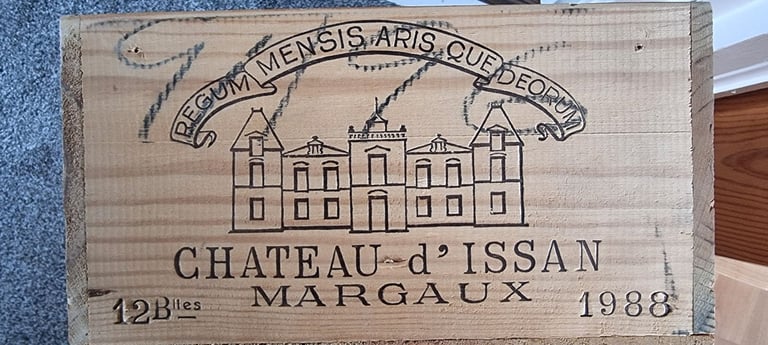 REGUM MENSIS ARIS QUE DEORUM
CHATEAU d'ISSAN
MARGAUX
12Blles 1988